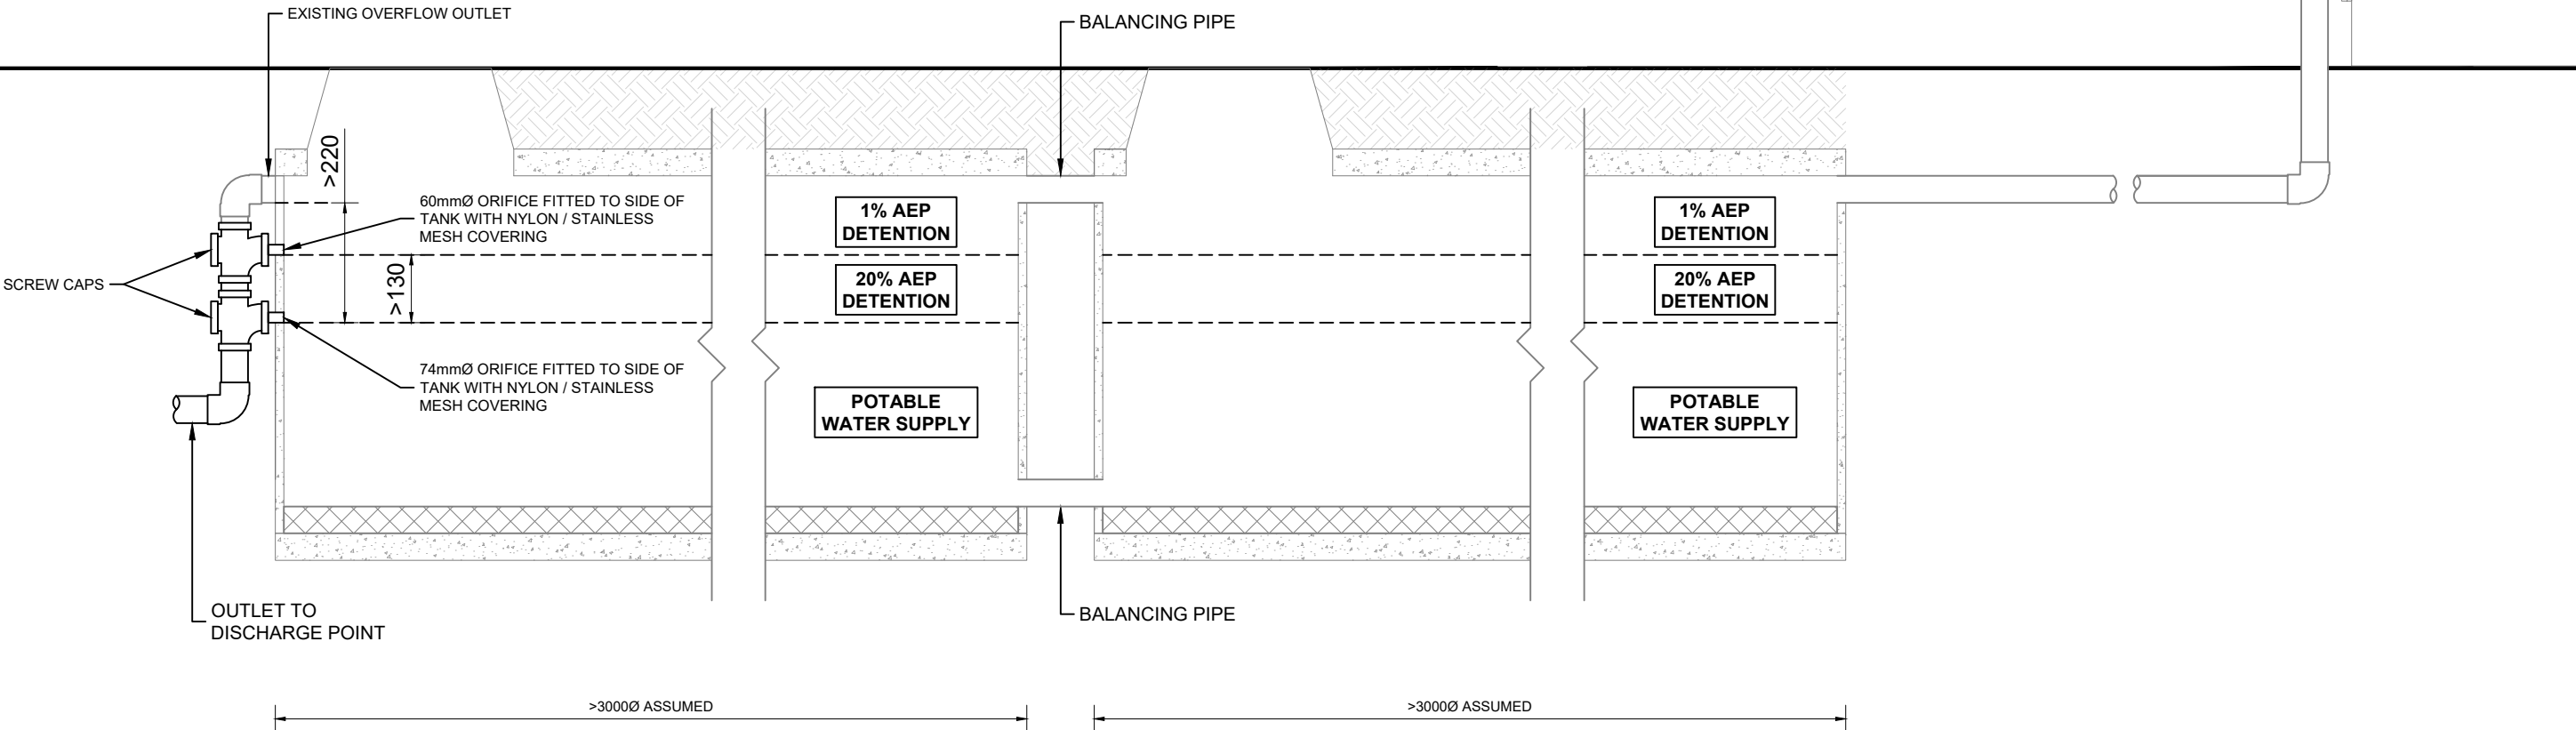 EXISTING OVERFLOW OUTLET
BALANCING PIPE
>220
60mmØ ORIFICE FITTED TO SIDE OF
TANK WITH NYLON / STAINLESS
MESH COVERING
1% AEP
DETENTION
1% AEP
DETENTION
SCREW CAPS
>130
20% AEP
DETENTION
20% AEP
DETENTION
74mmØ ORIFICE FITTED TO SIDE OF
TANK WITH NYLON / STAINLESS
MESH COVERING
POTABLE
WATER SUPPLY
POTABLE
WATER SUPPLY
OUTLET TO
DISCHARGE POINT
BALANCING PIPE
>3000Ø ASSUMED
>3000Ø ASSUMED